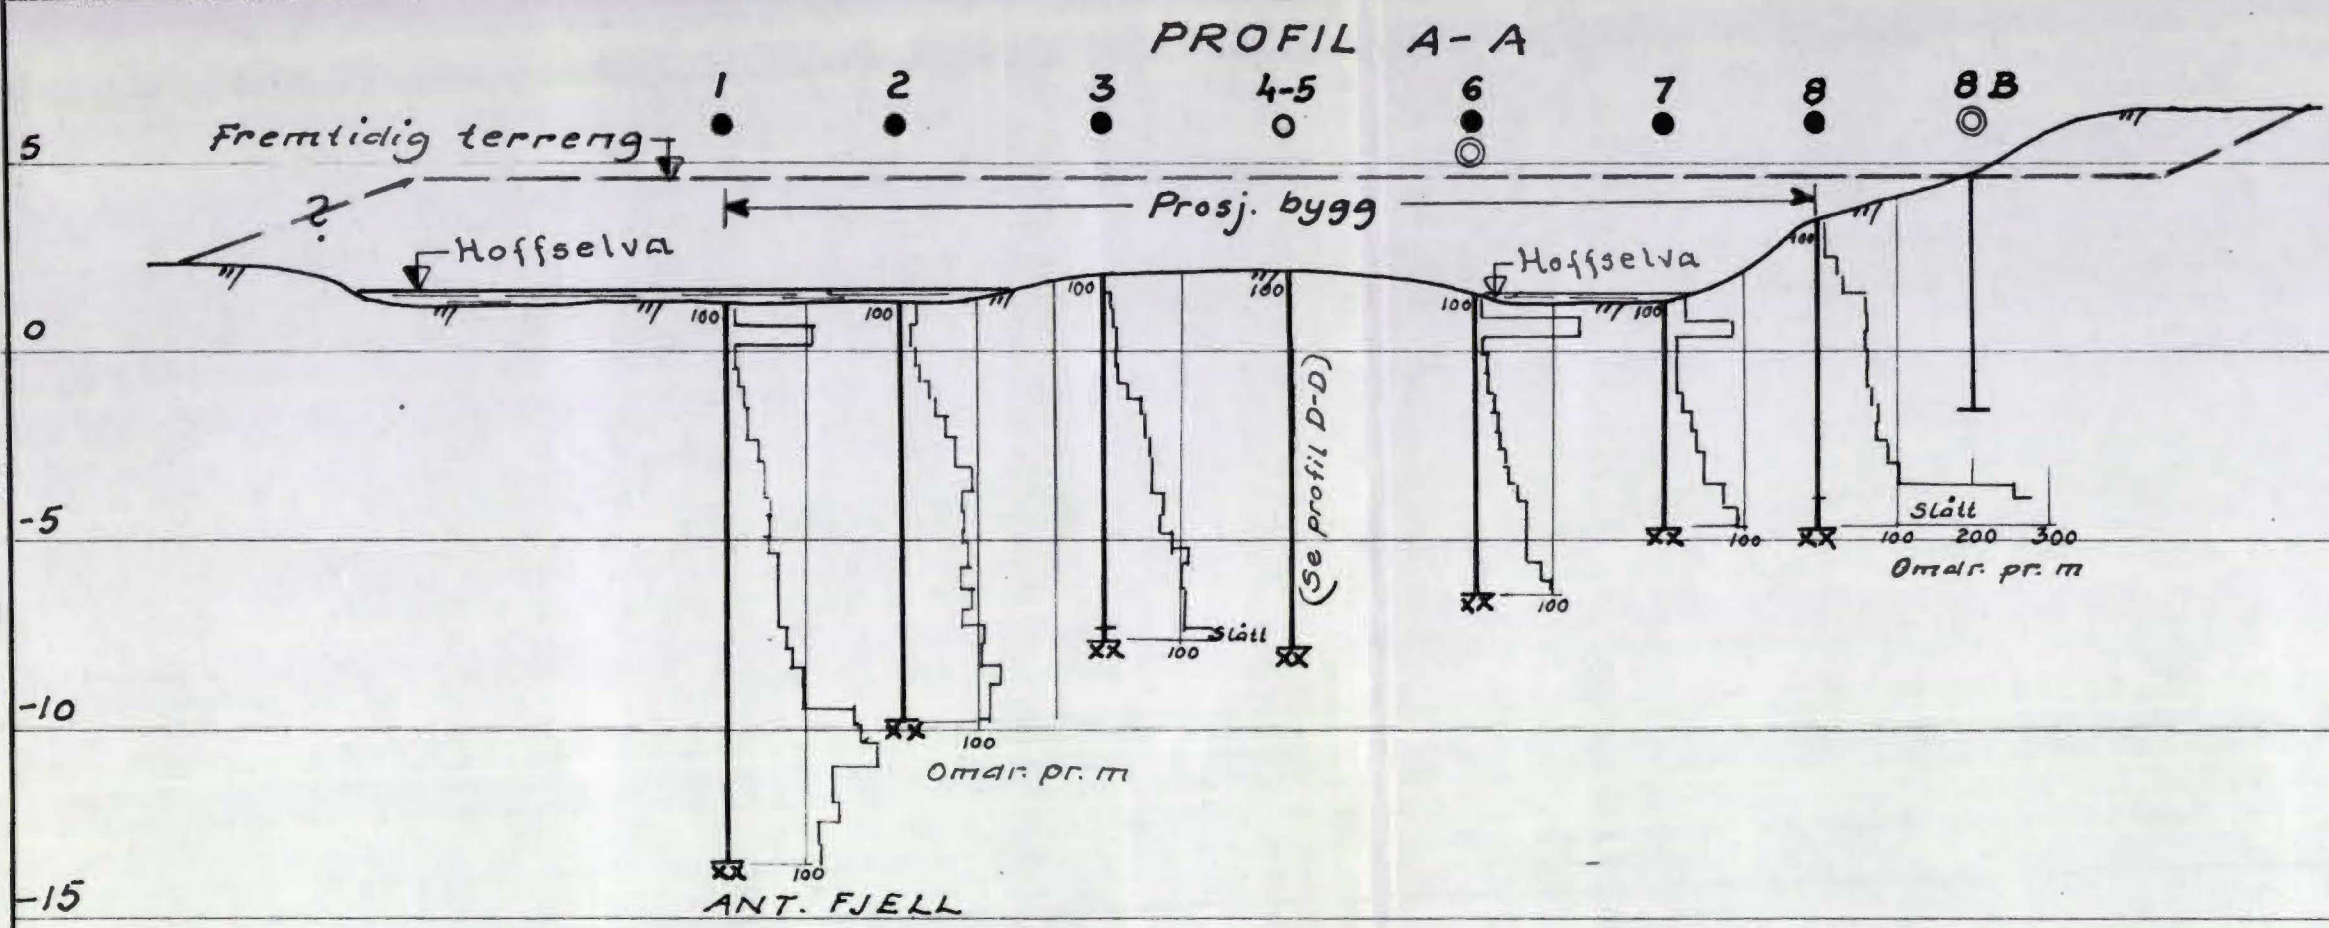 PROFIL A-A
1 2 3 4-5 6 7 8 8B
Fremtidig terreng
5
Prosj. bygg
?
Hoffselva
Hoffselva
100 100 100 100 100 100 100
0
(Se profil D-D)
-5
Slått
100 100 200 300
Omdr. pr. m
100
Slått
100
-10
100
Omdr. pr. m
100
-15
ANT. FJELL